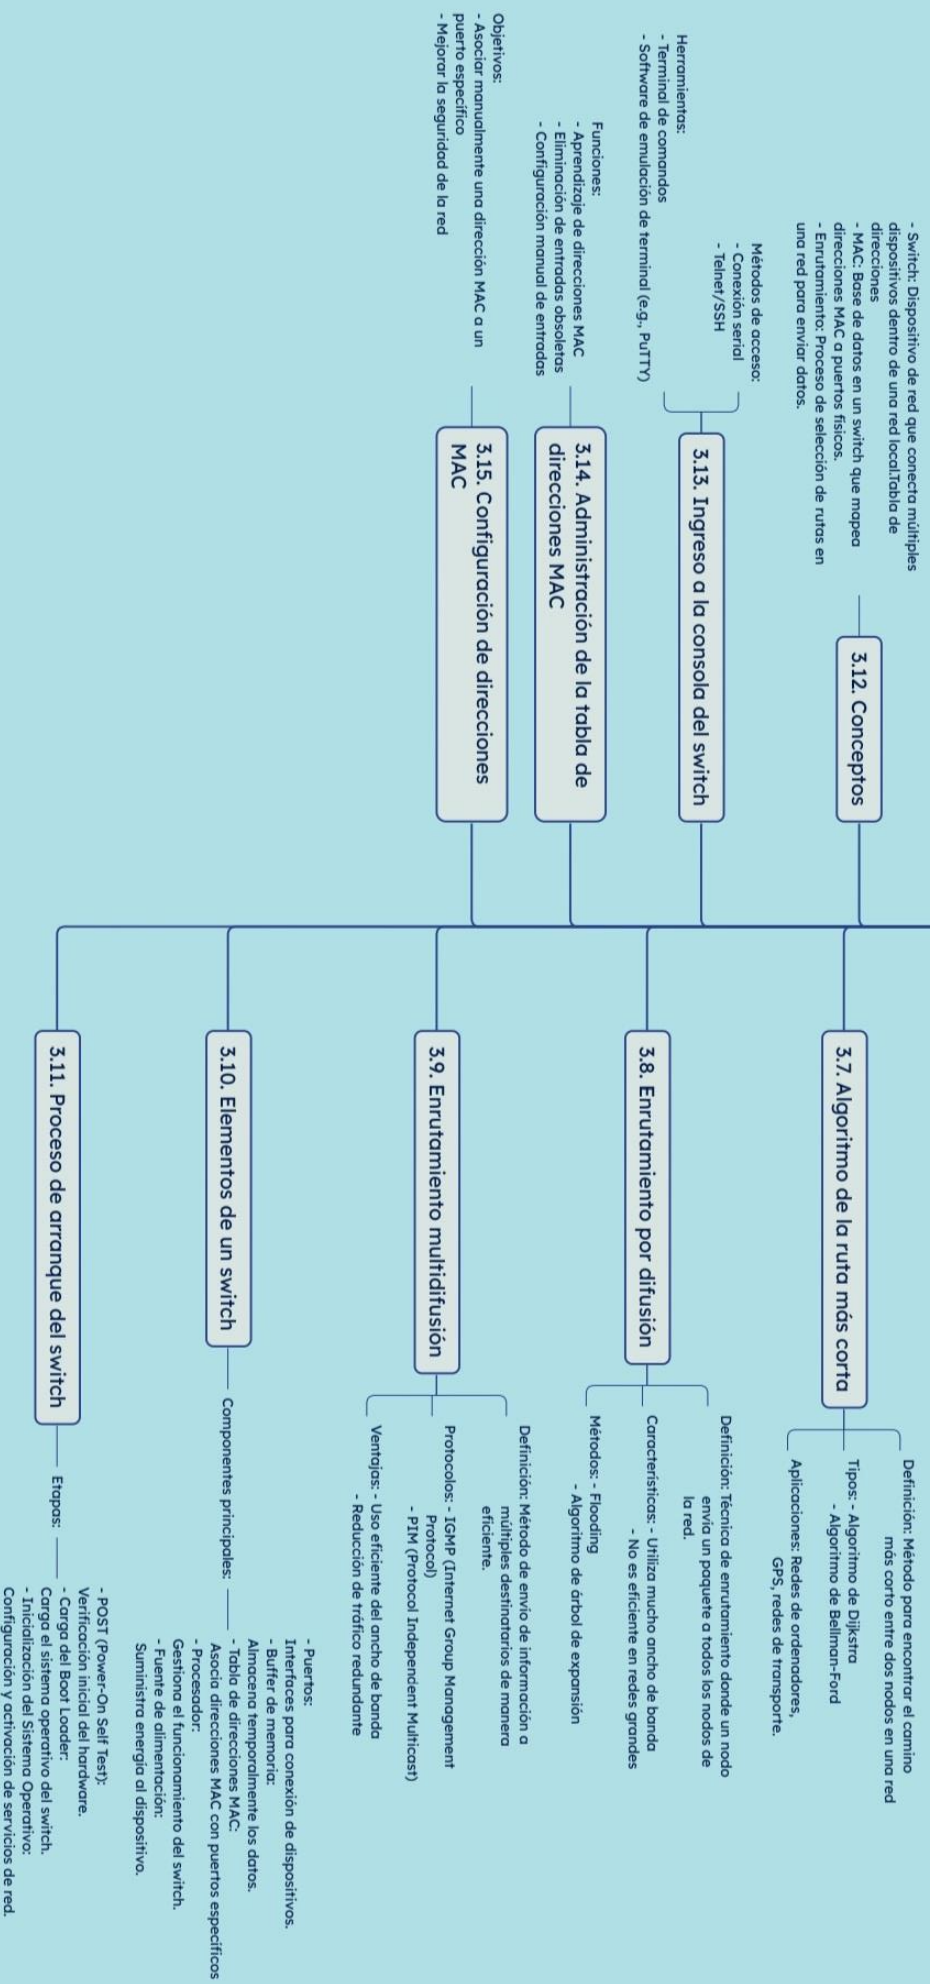 - Switch: Dispositivo de red que conecta múltiples
dispositivos dentro de una red local.Tabla de
direcciones
- MAC: Base de datos en un switch que mapea
direcciones MAC a puertos físicos.
- Enrutamiento: Proceso de selección de rutas en
una red para enviar datos.
3.12. Conceptos
Métodos de acceso:
- Conexión serial
- Telnet/SSH
Herramientas:
- Terminal de comandos
- Software de emulación de terminal (e.g., PuTTY)
3.13. Ingreso a la consola del switch
Funciones:
- Aprendizaje de direcciones MAC
- Eliminación de entradas obsoletas
- Configuración manual de entradas
3.14. Administración de la tabla de
direcciones MAC
Objetivos:
- Asociar manualmente una dirección MAC a un
puerto específico
- Mejorar la seguridad de la red
3.15. Configuración de direcciones
MAC
3.7. Algoritmo de la ruta más corta
Definición: Método para encontrar el camino
más corto entre dos nodos en una red
Tipos: - Algoritmo de Dijkstra
- Algoritmo de Bellman-Ford
Aplicaciones: Redes de ordenadores,
GPS, redes de transporte.
3.8. Enrutamiento por difusión
Definición: Técnica de enrutamiento donde un nodo
envía un paquete a todos los nodos de
la red.
Características: - Utiliza mucho ancho de banda
- No es eficiente en redes grandes
Métodos: - Flooding
- Algoritmo de árbol de expansión
3.9. Enrutamiento multidifusión
Definición: Método de envío de información a
múltiples destinatarios de manera
eficiente.
Protocolos: - IGMP (Internet Group Management
Protocol)
- PIM (Protocol Independent Multicast)
Ventajas: - Uso eficiente del ancho de banda
- Reducción de tráfico redundante
3.10. Elementos de un switch
Componentes principales:
- Puertos:
Interfaces para conexión de dispositivos.
- Buffer de memoria:
Almacena temporalmente los datos.
- Tabla de direcciones MAC:
Asocia direcciones MAC con puertos específicos
- Procesador:
Gestiona el funcionamiento del switch.
- Fuente de alimentación:
Suministra energía al dispositivo.
3.11. Proceso de arranque del switch
Etapas:
- POST (Power-On Self Test):
Verificación inicial del hardware.
- Carga del Boot Loader:
Carga el sistema operativo del switch.
- Inicialización del Sistema Operativo:
Configuración y activación de servicios de red.